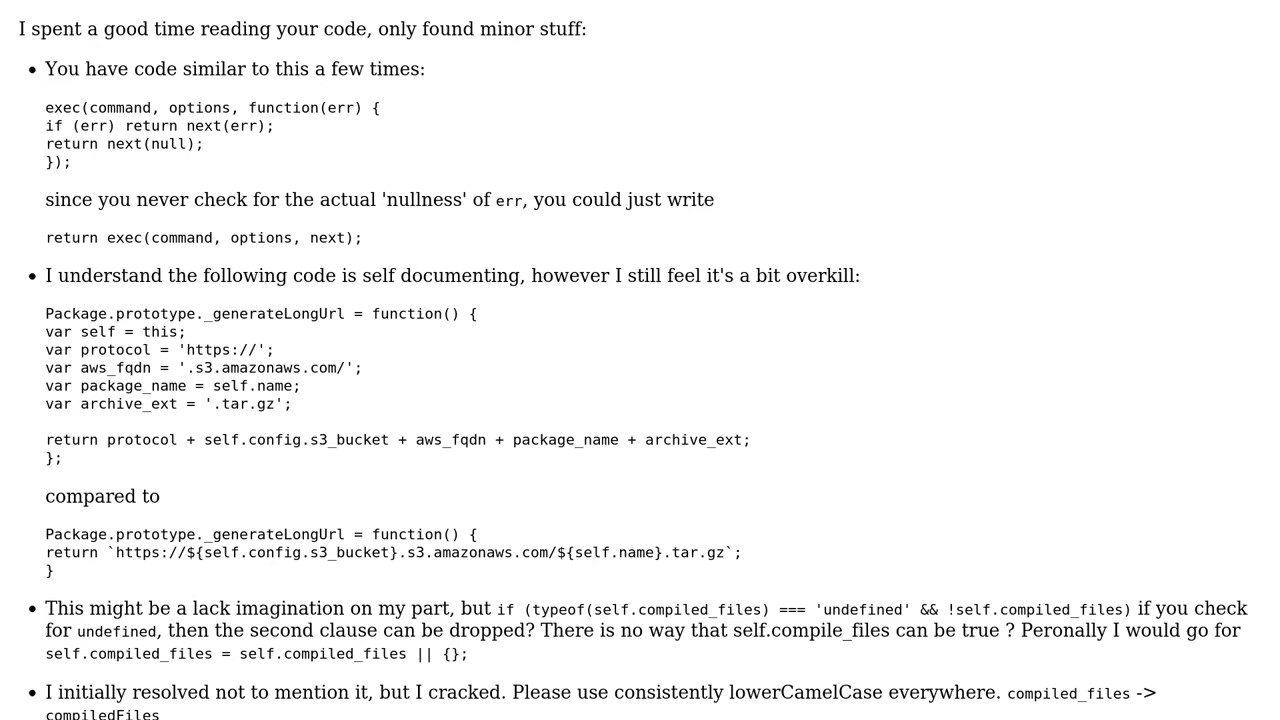 I spent a good time reading your code, only found minor stuff:
• You have code similar to this a few times:
exec(command, options, function(err) {
if (err) return next(err);
return next(null);
});
since you never check for the actual 'nullness' of err, you could just write
return exec(command, options, next);
• I understand the following code is self documenting, however I still feel it's a bit overkill:
Package.prototype._generateLongUrl = function() {
var self = this;
var protocol = 'https://';
var aws_fqdn = '.s3.amazonaws.com/';
var package_name = self.name;
var archive_ext = '.tar.gz';
return protocol + self.config.s3_bucket + aws_fqdn + package_name + archive_ext;
};
compared to
Package.prototype._generateLongUrl = function() {
return `https://${self.config.s3_bucket}.s3.amazonaws.com/${self.name}.tar.gz`;
}
• This might be a lack imagination on my part, but if (typeof(self.compiled_files) === 'undefined' && !self.compiled_files) if you check
for undefined, then the second clause can be dropped? There is no way that self.compile_files can be true ? Peronally I would go for
self.compiled_files = self.compiled_files || {};
• I initially resolved not to mention it, but I cracked. Please use consistently lowerCamelCase everywhere. compiled_files ->
compiledFiles